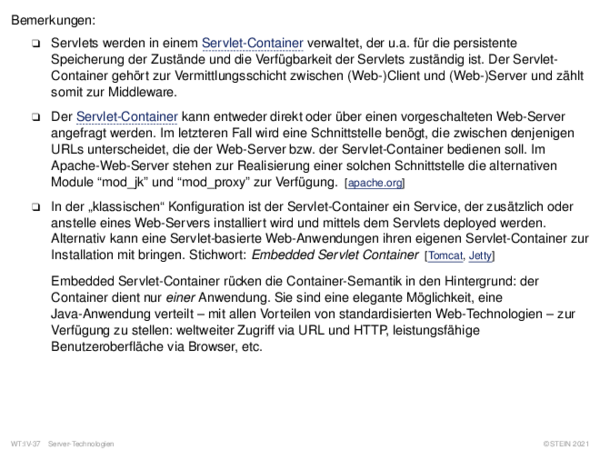 Bemerkungen:
❑ Servlets werden in einem Servlet-Container verwaltet, der u.a. für die persistente
Speicherung der Zustände und die Verfügbarkeit der Servlets zuständig ist. Der Servlet-
Container gehört zur Vermittlungsschicht zwischen (Web-)Client und (Web-)Server und zählt
somit zur Middleware.
❑ Der Servlet-Container kann entweder direkt oder über einen vorgeschalteten Web-Server
angefragt werden. Im letzteren Fall wird eine Schnittstelle benögt, die zwischen denjenigen
URLs unterscheidet, die der Web-Server bzw. der Servlet-Container bedienen soll. Im
Apache-Web-Server stehen zur Realisierung einer solchen Schnittstelle die alternativen
Module “mod_jk” und “mod_proxy” zur Verfügung. [apache.org]
❑ In der „klassischen“ Konfiguration ist der Servlet-Container ein Service, der zusätzlich oder
anstelle eines Web-Servers installiert wird und mittels dem Servlets deployed werden.
Alternativ kann eine Servlet-basierte Web-Anwendungen ihren eigenen Servlet-Container zur
Installation mit bringen. Stichwort: Embedded Servlet Container [Tomcat, Jetty]
Embedded Servlet-Container rücken die Container-Semantik in den Hintergrund: der
Container dient nur einer Anwendung. Sie sind eine elegante Möglichkeit, eine
Java-Anwendung verteilt – mit allen Vorteilen von standardisierten Web-Technologien – zur
Verfügung zu stellen: weltweiter Zugriff via URL und HTTP, leistungsfähige
Benutzeroberfläche via Browser, etc.
WT:IV-37 Server-Technologien
©STEIN 2021